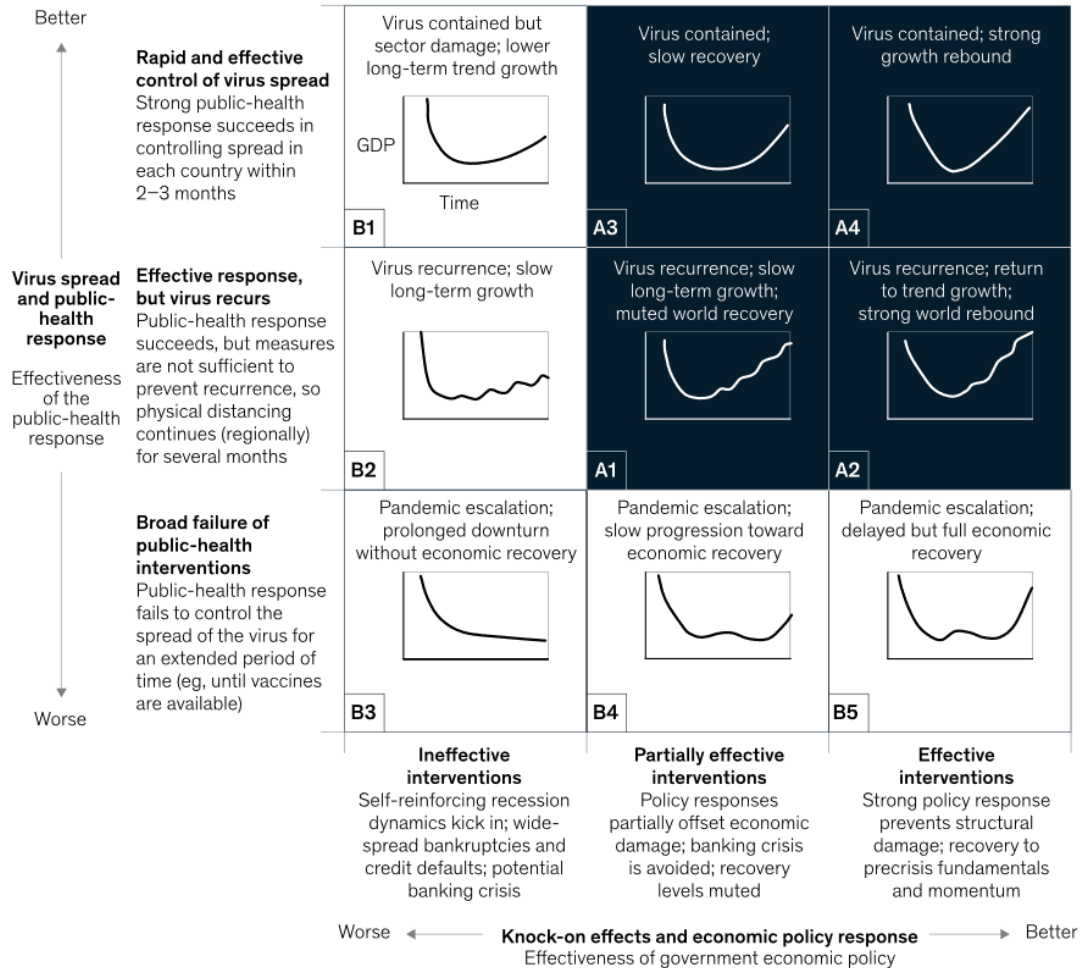 Better
Rapid and effective
control of virus spread
Strong public-health
response succeeds in
controlling spread in
each country within
2–3 months
Virus contained but
sector damage; lower
long-term trend growth
GDP
Time
B1
Virus contained;
slow recovery
A3
Virus contained; strong
growth rebound
A4
Virus spread
and public-
health
response
Effectiveness
of the
public-health
response
Effective response,
but virus recurs
Public-health response
succeeds, but measures
are not sufficient to
prevent recurrence, so
physical distancing
continues (regionally)
for several months
Virus recurrence; slow
long-term growth
B2
Virus recurrence; slow
long-term growth;
muted world recovery
A1
Virus recurrence; return
to trend growth;
strong world rebound
A2
Broad failure of
public-health
interventions
Public-health response
fails to control the
spread of the virus for
an extended period of
time (eg, until vaccines
are available)
Worse
Pandemic escalation;
prolonged downturn
without economic recovery
B3
Pandemic escalation;
slow progression toward
economic recovery
B4
Pandemic escalation;
delayed but full economic
recovery
B5
Ineffective
interventions
Self-reinforcing recession
dynamics kick in; wide-
spread bankruptcies and
credit defaults; potential
banking crisis
Partially effective
interventions
Policy responses
partially offset economic
damage; banking crisis
is avoided; recovery
levels muted
Effective
interventions
Strong policy response
prevents structural
damage; recovery to
precrisis fundamentals
and momentum
Worse
Knock-on effects and economic policy response
Effectiveness of government economic policy
Better